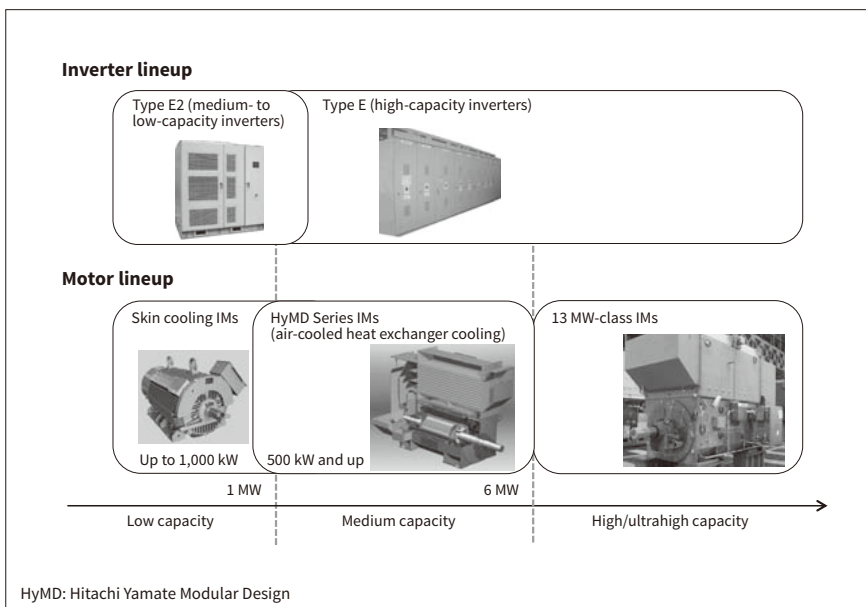 Inverter lineup
Type E2 (medium- to
low-capacity inverters)
Type E (high-capacity inverters)
Motor lineup
Skin cooling IMs
HyMD Series IMs
(air-cooled heat exchanger cooling)
13 MW-class IMs
Up to 1,000 kW
500 kW and up
1 MW
6 MW
Low capacity
Medium capacity
High/ultrahigh capacity
HyMD: Hitachi Yamate Modular Design